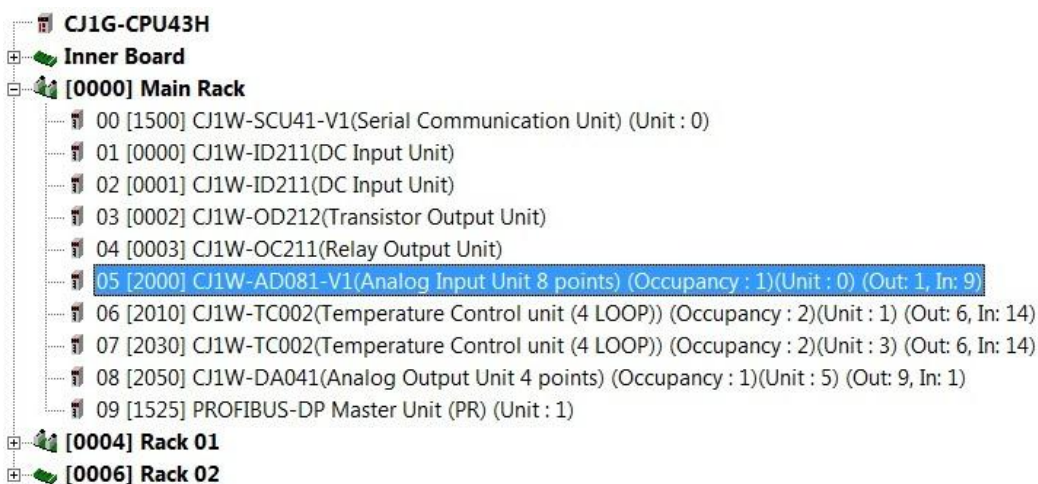 CJ1G-CPU43H
Inner Board
[0000] Main Rack
00 [1500] CJ1W-SCU41-V1(Serial Communication Unit) (Unit : 0)
01 [0000] CJ1W-ID211(DC Input Unit)
02 [0001] CJ1W-ID211(DC Input Unit)
03 [0002] CJ1W-OD212(Transistor Output Unit)
04 [0003] CJ1W-OC211(Relay Output Unit)
05 [2000] CJ1W-AD081-V1(Analog Input Unit 8 points) (Occupancy : 1)(Unit : 0) (Out: 1, In: 9)
06 [2010] CJ1W-TC002(Temperature Control unit (4 LOOP)) (Occupancy : 2)(Unit : 1) (Out: 6, In: 14)
07 [2030] CJ1W-TC002(Temperature Control unit (4 LOOP)) (Occupancy : 2)(Unit : 3) (Out: 6, In: 14)
08 [2050] CJ1W-DA041(Analog Output Unit 4 points) (Occupancy : 1)(Unit : 5) (Out: 9, In: 1)
09 [1525] PROFIBUS-DP Master Unit (PR) (Unit : 1)
[0004] Rack 01
[0006] Rack 02